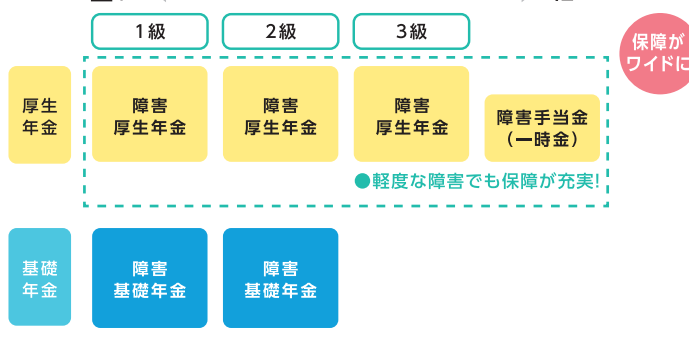 1級
2級
3級
保障が
ワイドに
厚生
年金
障害
厚生年金
障害
厚生年金
障害
厚生年金
障害手当金
(一時金)
●軽度な障害でも保障が充実!
基礎
年金
障害
基礎年金
障害
基礎年金